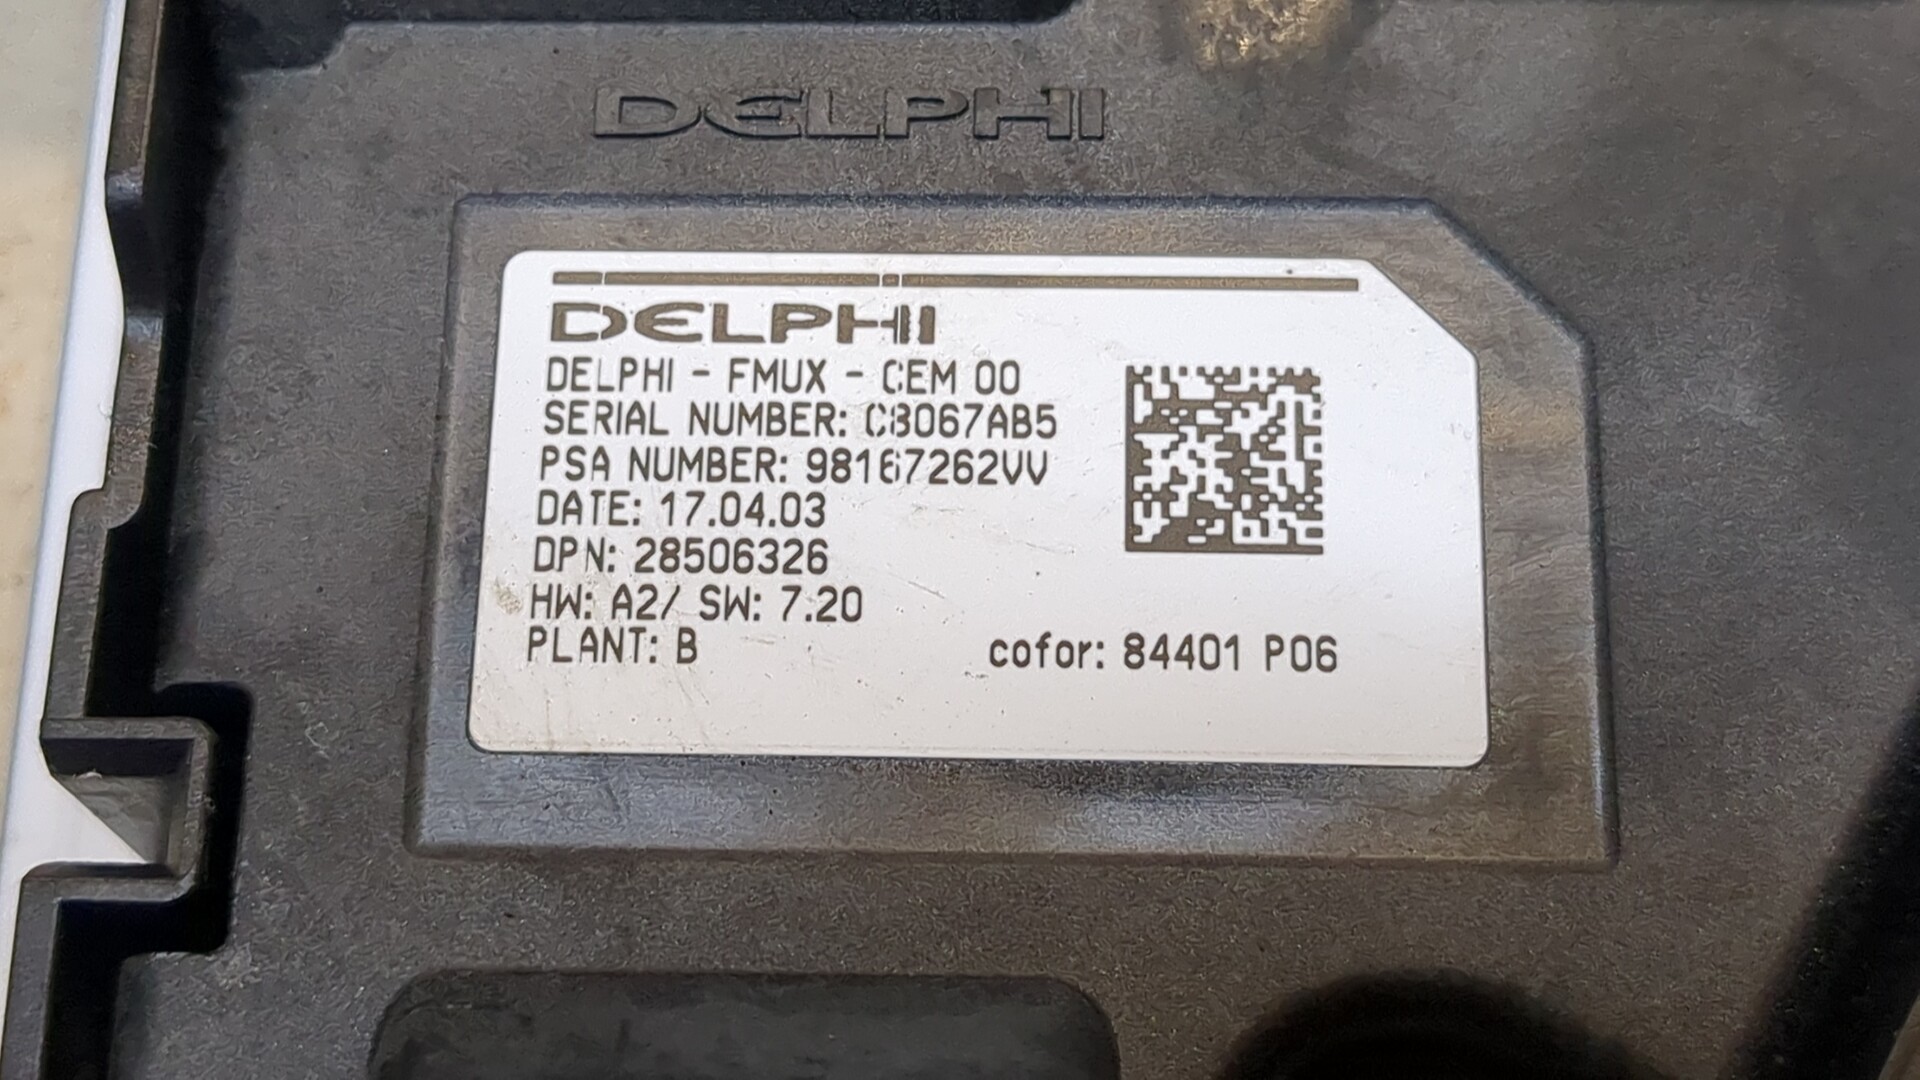 DELPHI
DELPHI
DELPHI - FMUX - CEM 00
SERIAL NUMBER: C8067AB5
PSA NUMBER: 98167262VV
DATE: 17.04.03
DPN: 28506326
HW: A2/ SW: 7.20
PLANT: B
cofor: 84401 P06